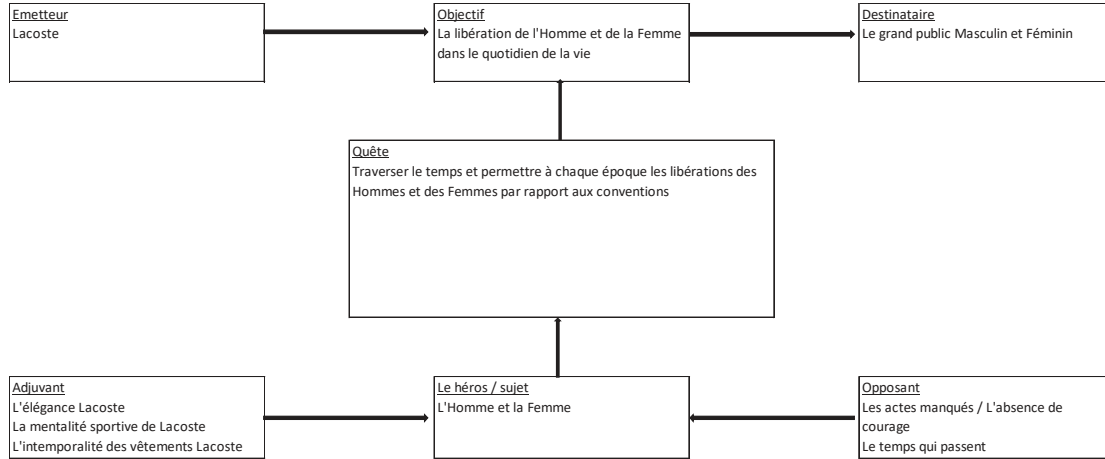 Emetteur
Lacoste
Objectif
La libération de l'Homme et de la Femme
dans le quotidien de la vie
Destinataire
Le grand public Masculin et Féminin
Quête
Traverser le temps et permettre à chaque époque les libérations des
Hommes et des Femmes par rapport aux conventions
Adjuvant
L'élégance Lacoste
La mentalité sportive de Lacoste
L'intemporalité des vêtements Lacoste
Le héros / sujet
L'Homme et la Femme
Opposant
Les actes manqués / L'absence de
courage
Le temps qui passent